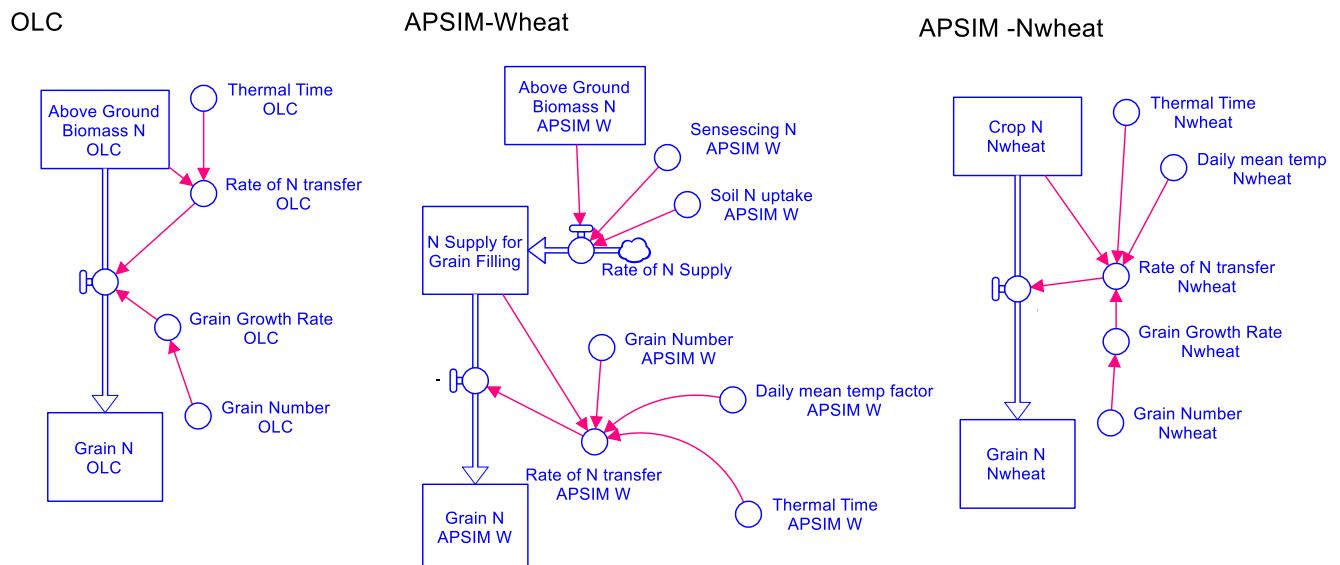 OLC
Above Ground
Biomass N
OLC
Thermal Time
OLC
Rate of N transfer
OLC
Grain Growth Rate
OLC
Grain Number
OLC
Grain N
OLC
APSIM-Wheat
Above Ground
Biomass N
APSIM W
Sensescing N
APSIM W
Soil N uptake
APSIM W
N Supply for
Grain Filling
Rate of N Supply
Grain Number
APSIM W
Daily mean temp factor
APSIM W
Rate of N transfer
APSIM W
Thermal Time
APSIM W
Grain N
APSIM W
APSIM -Nwheat
Crop N
Nwheat
Thermal Time
Nwheat
Daily mean temp
Nwheat
Rate of N transfer
Nwheat
Grain Growth Rate
Nwheat
Grain Number
Nwheat
Grain N
Nwheat